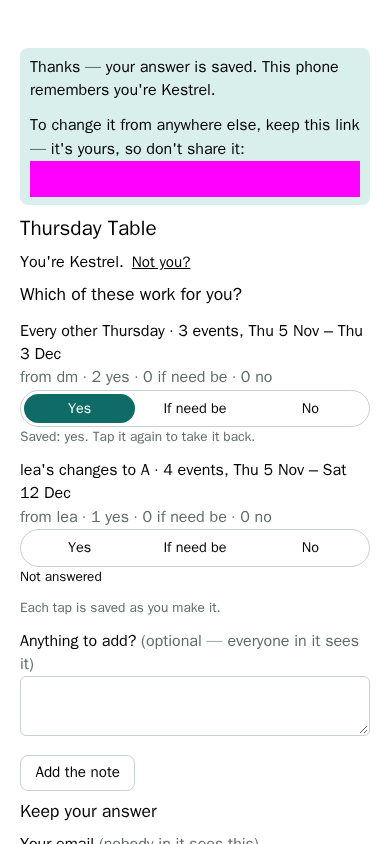 Thanks — your answer is saved. This phone
remembers you're Kestrel.
To change it from anywhere else, keep this link
— it's yours, so don't share it:
Thursday Table
You're Kestrel. Not you?
Which of these work for you?
Every other Thursday · 3 events, Thu 5 Nov – Thu
3 Dec
from dm · 2 yes · 0 if need be · 0 no
Yes If need be No
Saved: yes. Tap it again to take it back.
lea's changes to A · 4 events, Thu 5 Nov – Sat
12 Dec
from lea · 1 yes · 0 if need be · 0 no
Yes If need be No
Not answered
Each tap is saved as you make it.
Anything to add? (optional — everyone in it sees
it)
Add the note
Keep your answer
Your email (nobody in it sees this)